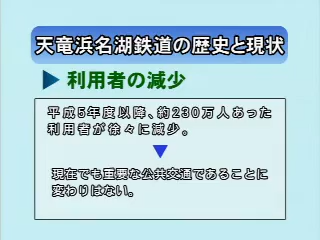 天竜浜名湖鉄道の歴史と現状
▶ 利用者の減少
平成5年度以降、約230万人あった
利用者が徐々に減少。
▼
現在でも重要な公共交通であることに
変わりはない。